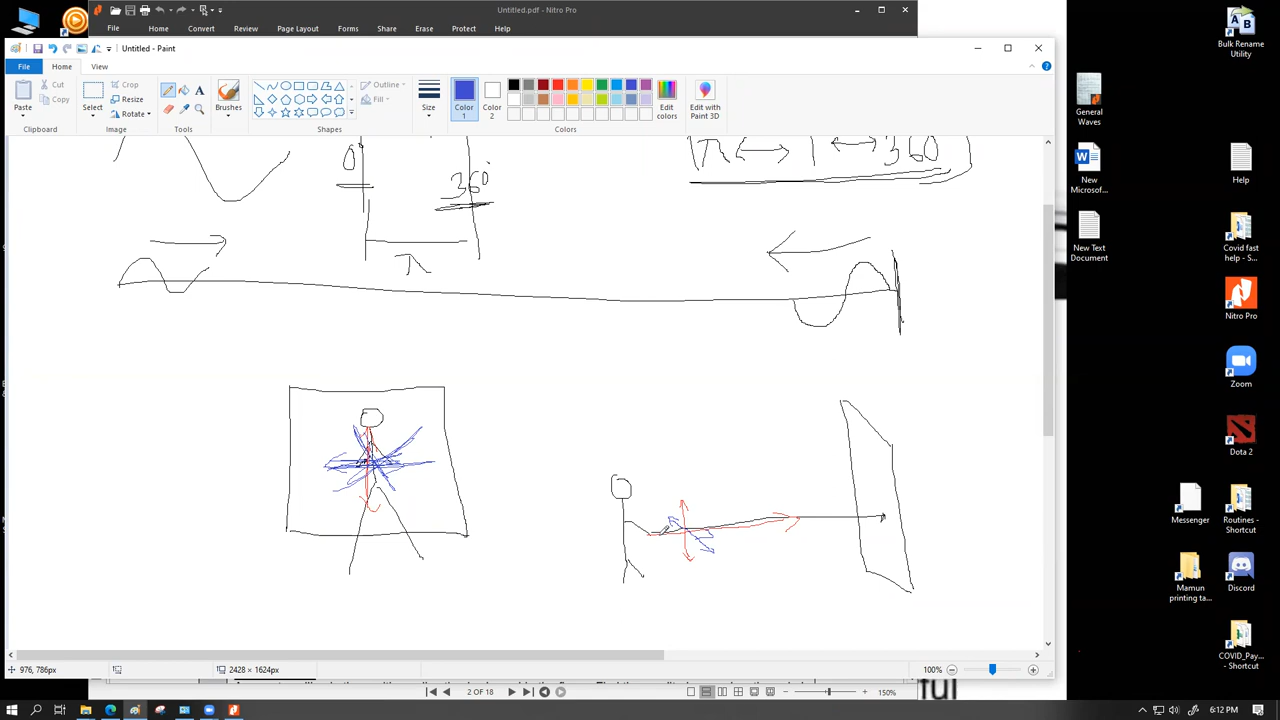 Untitled.pdf - Nitro Pro
File Home Convert Review Page Layout Forms Share Erase Protect Help
Untitled - Paint
File Home View
Paste
Cut
Copy
Clipboard
Select
Crop
Resize
Rotate
Image
Tools
Brushes
Shapes
Outline
Fill
Size
Color 1
Color 2
Colors
Edit colors
Edit with Paint 3D
0°
360°
π
360
976, 786px
2428 × 1624px
100%
2 OF 18
150%
ful
Bulk Rename Utility
General Waves
New Microsof...
Help
New Text Document
Covid fast help - S...
Nitro Pro
Zoom
Dota 2
Messenger
Routines - Shortcut
Mamun printing ta...
Discord
COVID_Pay... - Shortcut
6:12 PM